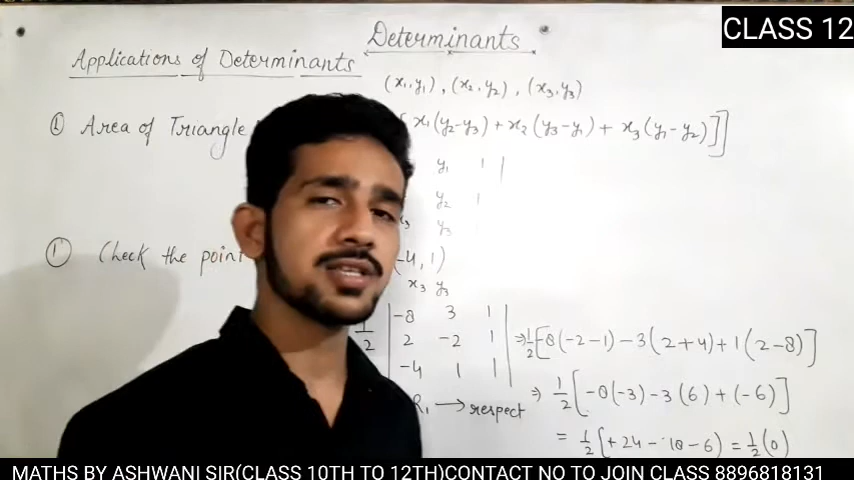 CLASS 12
Determinants
Applications of Determinants
(x₁, y₁), (x₂, y₂), (x₃, y₃)
① Area of Triangle [x₁(y₂-y₃)+x₂(y₃-y₁)+x₃(y₁-y₂)]]
y₁ 1
y₂ 1
x₃ y₃
① Check the point (-4, 1)
x₃ y₃
1/2 | -8 3 1 |
| 2 -2 1 |
| -4 1 1 |
⇒ 1/2[-8(-2-1)-3(2+4)+1(2-8)]
⇒ 1/2[-8(-3)-3(6)+(-6)]
R₁ → respect
= 1/2[+24-18-6) = 1/2(0)
MATHS BY ASHWANI SIR(CLASS 10TH TO 12TH)CONTACT NO TO JOIN CLASS 8896818131